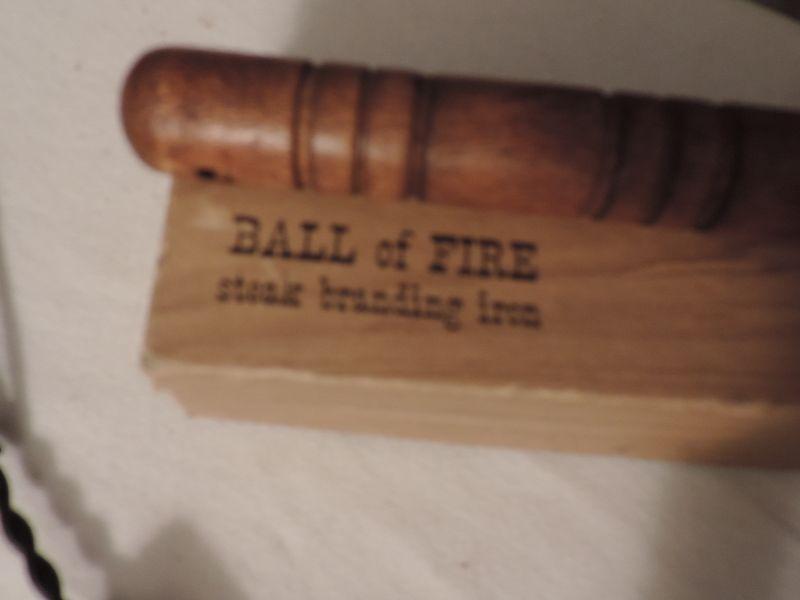 BALL of FIRE
steak branding iron